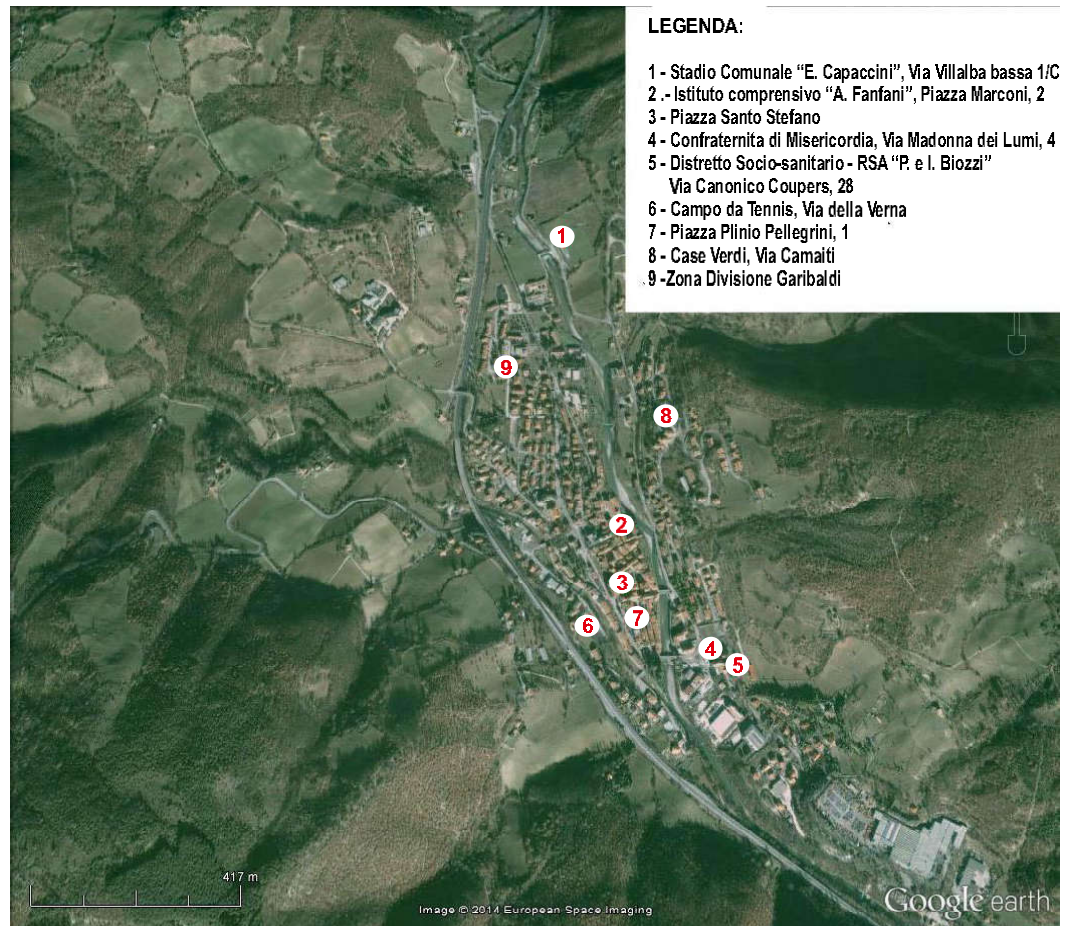 LEGENDA:
1 - Stadio Comunale “E. Capaccini”, Via Villalba bassa 1/C
2 .- Istituto comprensivo “A. Fanfani”, Piazza Marconi, 2
3 - Piazza Santo Stefano
4 - Confraternita di Misericordia, Via Madonna dei Lumi, 4
5 - Distretto Socio-sanitario - RSA “P. e I. Biozzi”
Via Canonico Coupers, 28
6 - Campo da Tennis, Via della Verna
7 - Piazza Plinio Pellegrini, 1
8 - Case Verdi, Via Camaiti
9 -Zona Divisione Garibaldi
1
9
8
2
3
7
6
4
5
417 m
Image © 2014 European Space Imaging
Google earth